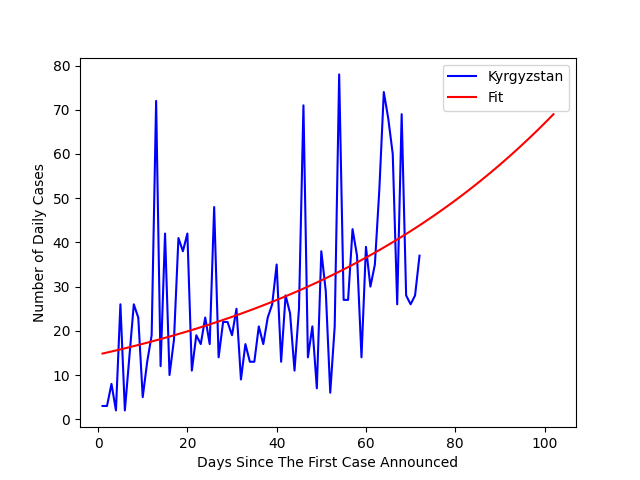 80
70
60
50
40
30
20
10
0
Number of Daily Cases
Kyrgyzstan
Fit
0 20 40 60 80 100
Days Since The First Case Announced